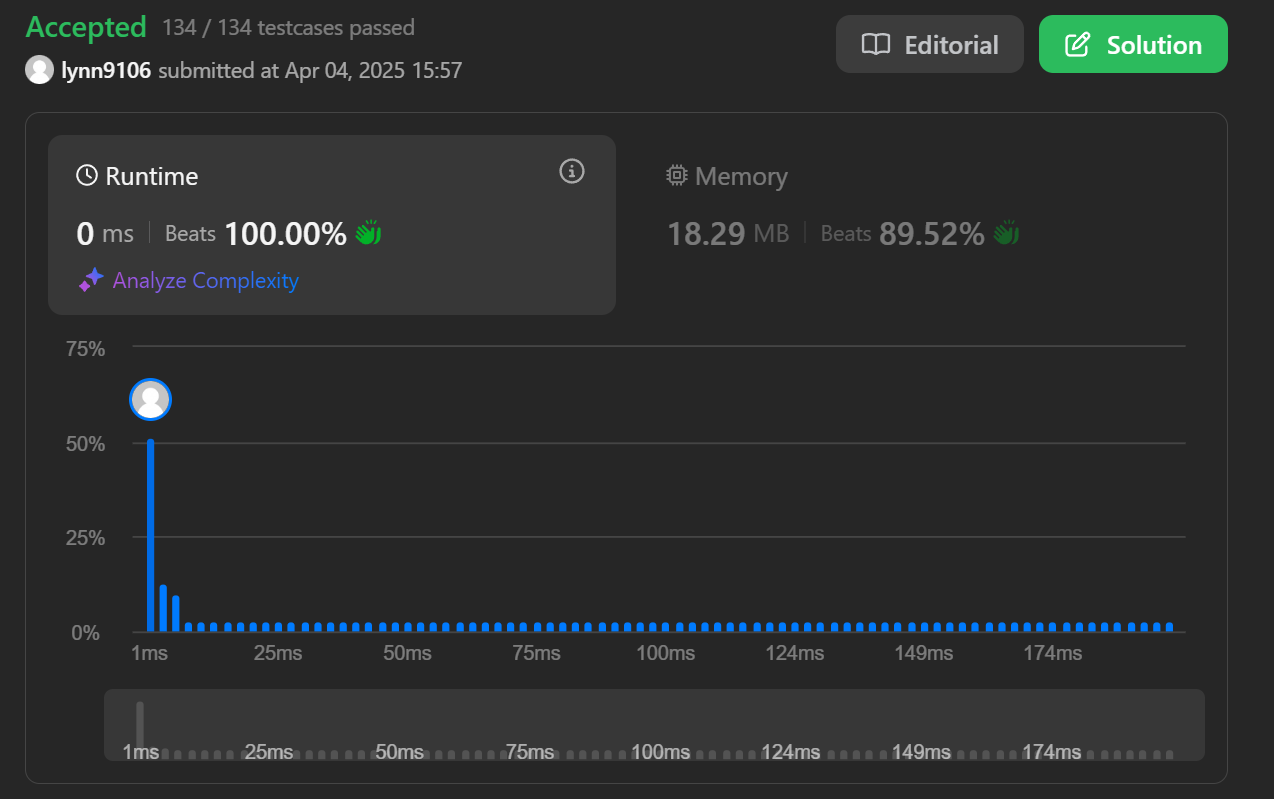 Accepted 134 / 134 testcases passed
Editorial
Solution
lynn9106 submitted at Apr 04, 2025 15:57
Runtime
0 ms Beats 100.00%
Analyze Complexity
Memory
18.29 MB Beats 89.52%
75%
50%
25%
0%
1ms 25ms 50ms 75ms 100ms 124ms 149ms 174ms
1ms 25ms 50ms 75ms 100ms 124ms 149ms 174ms